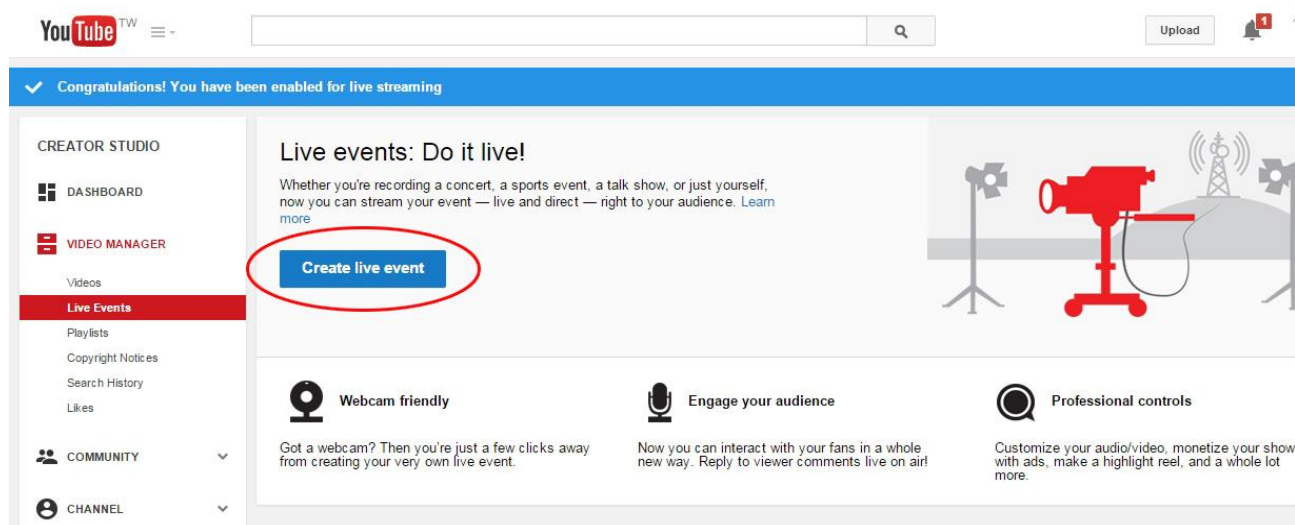 YouTube TW
Upload
1
Congratulations! You have been enabled for live streaming
CREATOR STUDIO
DASHBOARD
VIDEO MANAGER
Videos
Live Events
Playlists
Copyright Notices
Search History
Likes
COMMUNITY
CHANNEL
Live events: Do it live!
Whether you're recording a concert, a sports event, a talk show, or just yourself,
now you can stream your event — live and direct — right to your audience. Learn
more
Create live event
Webcam friendly
Got a webcam? Then you're just a few clicks away
from creating your very own live event.
Engage your audience
Now you can interact with your fans in a whole
new way. Reply to viewer comments live on air!
Professional controls
Customize your audio/video, monetize your show
with ads, make a highlight reel, and a whole lot
more.